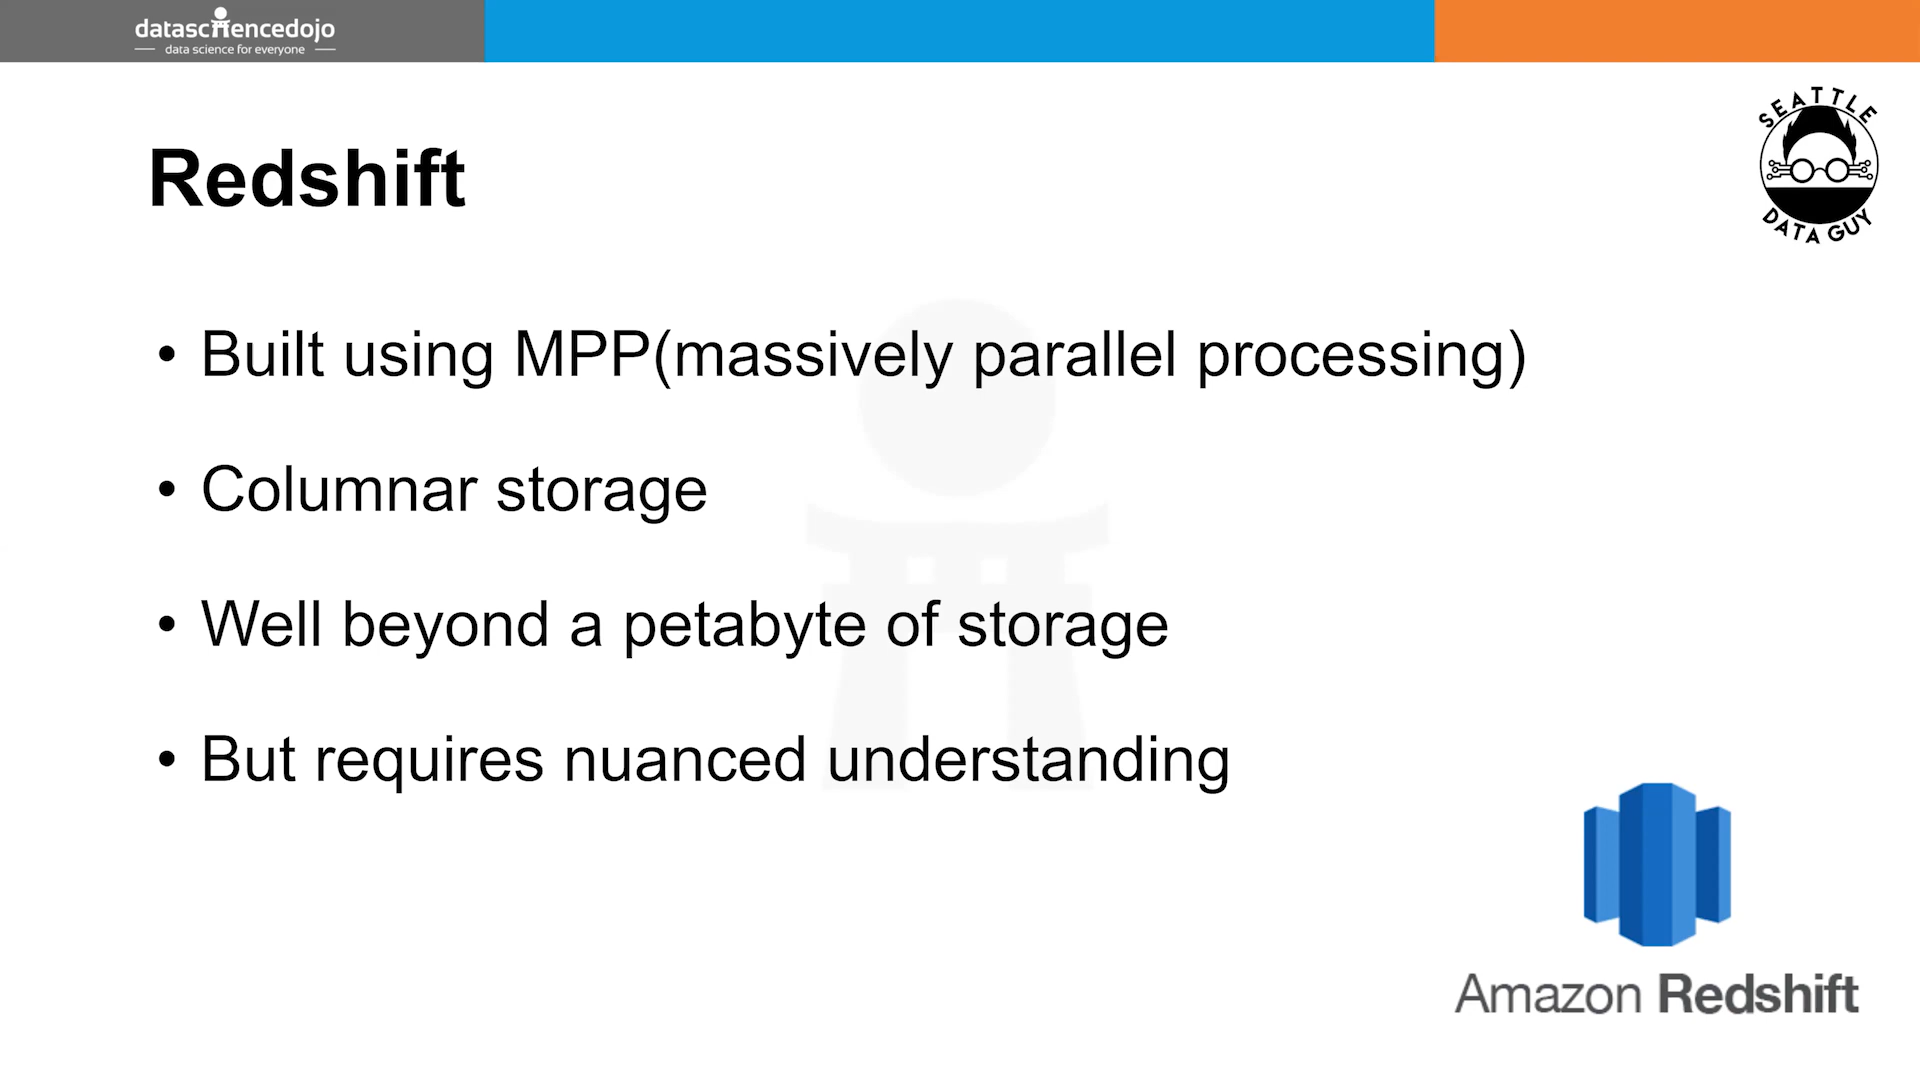 datasciencedojo
data science for everyone
SEATTLE
DATA GUY
Redshift
• Built using MPP(massively parallel processing)
• Columnar storage
• Well beyond a petabyte of storage
• But requires nuanced understanding
Amazon Redshift